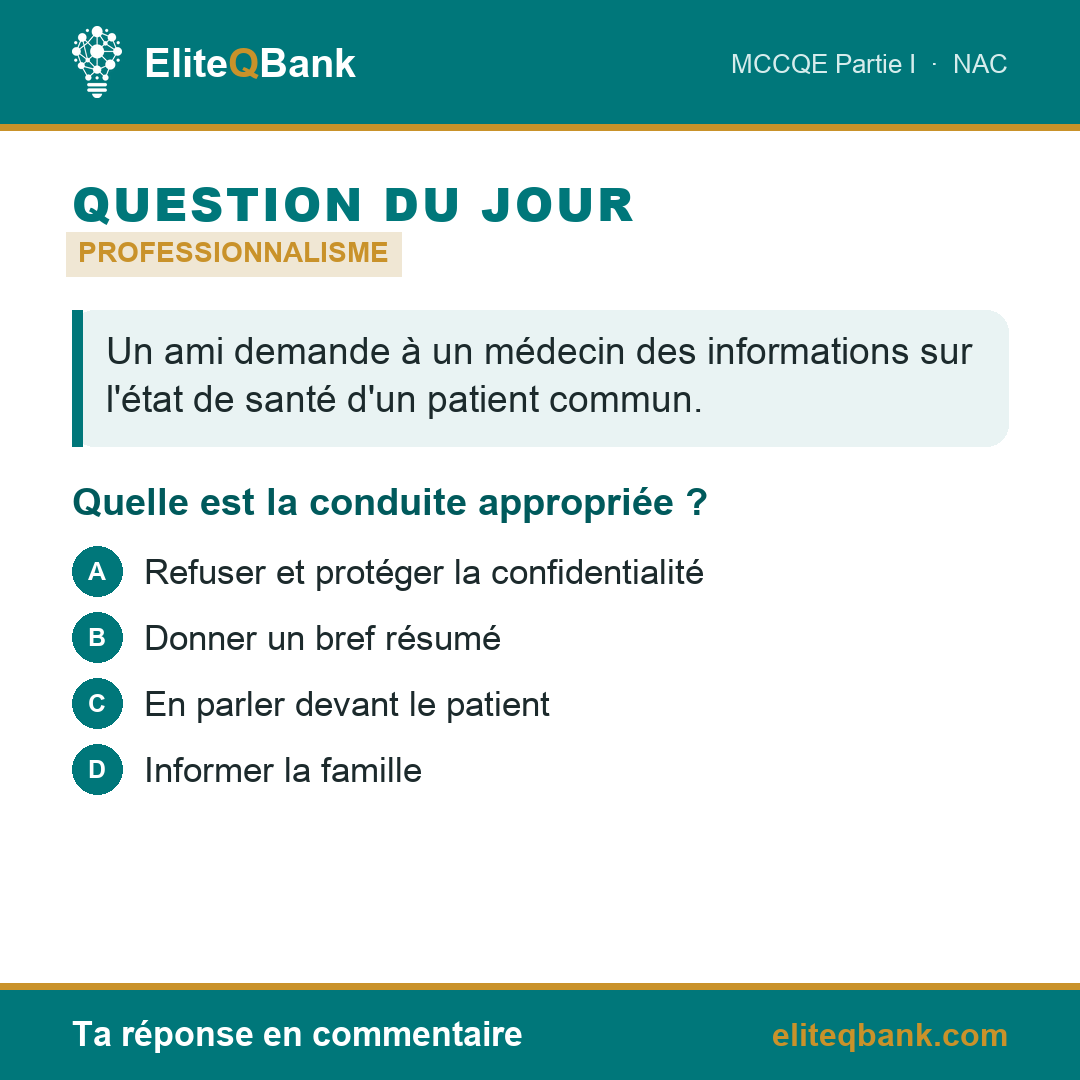 EliteQBank
MCCQE Partie I · NAC
QUESTION DU JOUR
PROFESSIONNALISME
Un ami demande à un médecin des informations sur
l'état de santé d'un patient commun.
Quelle est la conduite appropriée ?
A Refuser et protéger la confidentialité
B Donner un bref résumé
C En parler devant le patient
D Informer la famille
Ta réponse en commentaire
eliteqbank.com